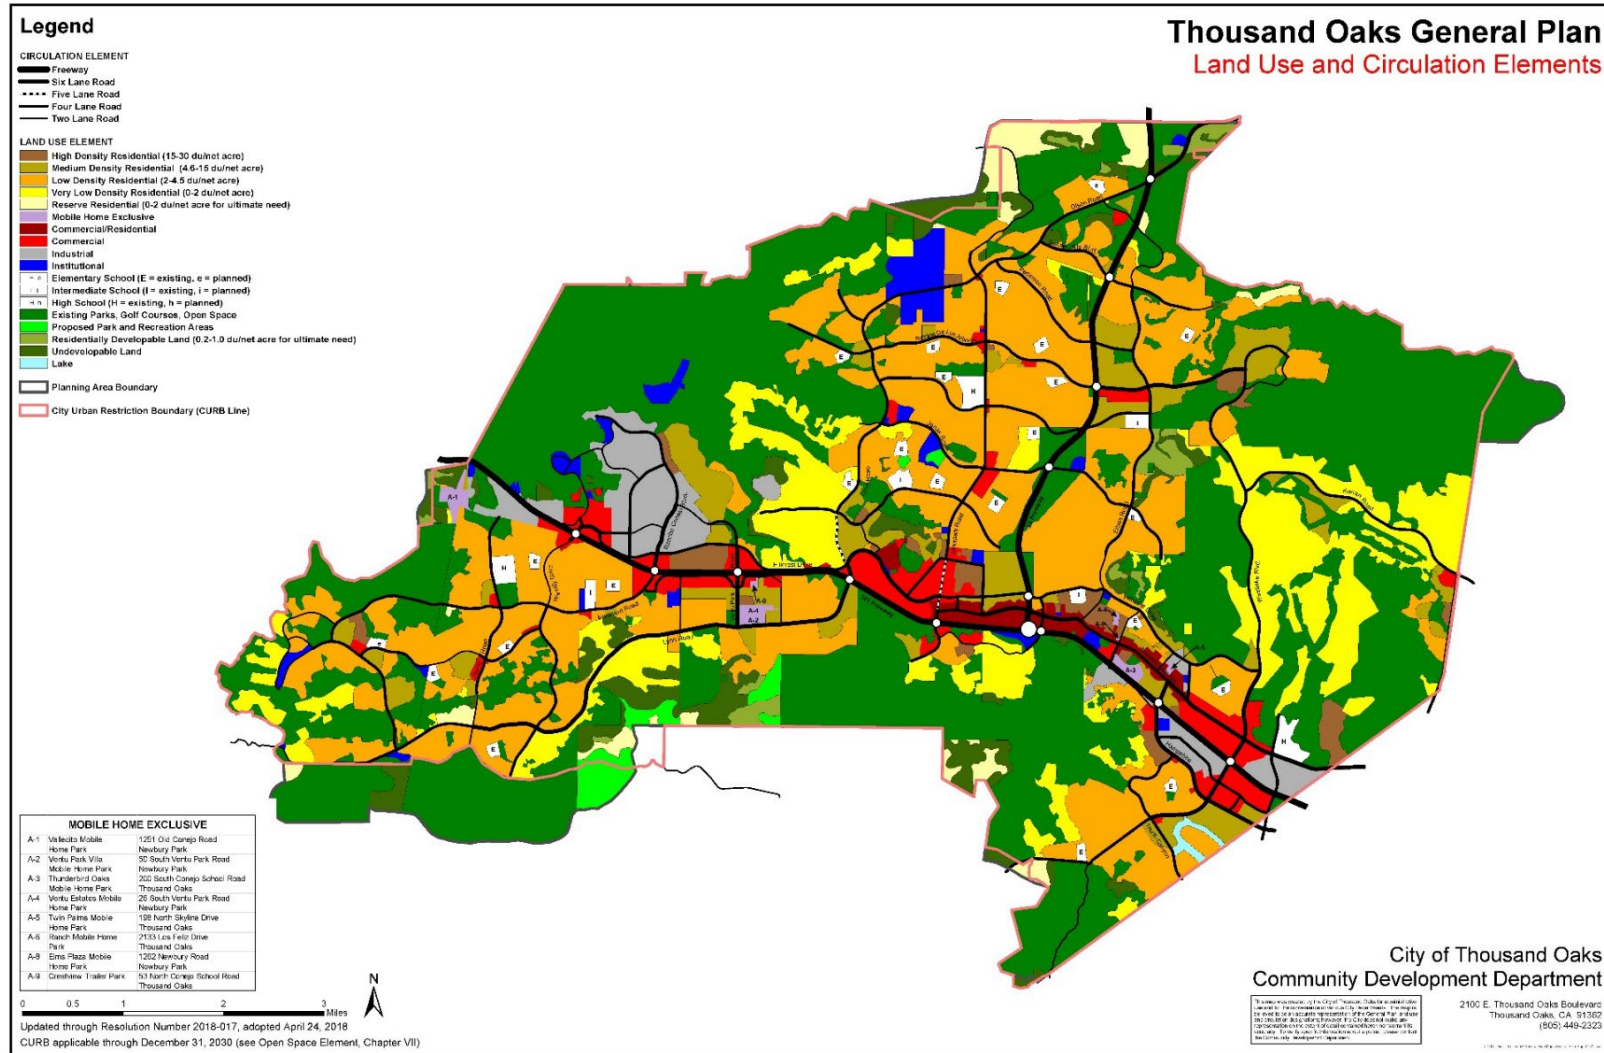 Legend
CIRCULATION ELEMENT
Freeway
Six Lane Road
Five Lane Road
Four Lane Road
Two Lane Road
LAND USE ELEMENT
High Density Residential (15-30 du/net acre)
Medium Density Residential (4.6-15 du/net acre)
Low Density Residential (2-4.5 du/net acre)
Very Low Density Residential (0-2 du/net acre)
Reserve Residential (0-2 du/net acre for ultimate need)
Mobile Home Exclusive
Commercial/Residential
Commercial
Industrial
Institutional
Elementary School (E = existing, e = planned)
Intermediate School (I = existing, i = planned)
High School (H = existing, h = planned)
Existing Parks, Golf Courses, Open Space
Proposed Park and Recreation Areas
Residentially Developable Land (0.2-1.0 du/net acre for ultimate need)
Undevelopable Land
Lake
Planning Area Boundary
City Urban Restriction Boundary (CURB Line)
Thousand Oaks General Plan
Land Use and Circulation Elements
Olsen Road
Hillcrest Drive
Lynn Road
A-1
A-4
A-2
A-3
H
H
H
I
I
I
I
E
E
E
E
E
E
E
E
E
E
E
MOBILE HOME EXCLUSIVE
A-1 Vallecito Mobile 1251 Old Conejo Road
Home Park Newbury Park
A-2 Ventu Park Villa 50 South Ventu Park Road
Mobile Home Park Newbury Park
A-3 Thunderbird Oaks 200 South Conejo School Road
Mobile Home Park Thousand Oaks
A-4 Ventu Estates Mobile 26 South Ventu Park Road
Home Park Newbury Park
A-5 Twin Palms Mobile 198 North Skyline Drive
Home Park Thousand Oaks
A-6 Ranch Mobile Home 2133 Los Feliz Drive
Park Thousand Oaks
A-8 Elms Plaza Mobile 1262 Newbury Road
Home Park Newbury Park
A-9 Crestview Trailer Park 53 North Conejo School Road
Thousand Oaks
N
0 0.5 1 2 3
Miles
Updated through Resolution Number 2018-017, adopted April 24, 2018
CURB applicable through December 31, 2030 (see Open Space Element, Chapter VII)
City of Thousand Oaks
Community Development Department
2100 E. Thousand Oaks Boulevard
Thousand Oaks, CA 91362
(805) 449-2323